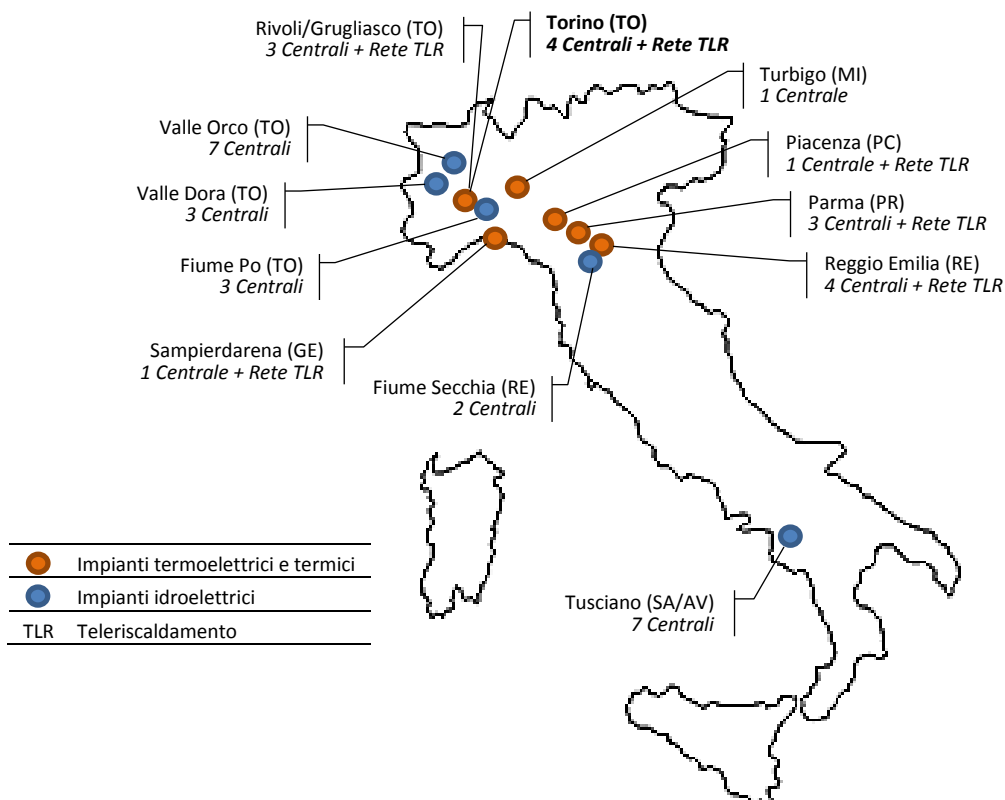 Rivoli/Grugliasco (TO)
3 Centrali + Rete TLR
Torino (TO)
4 Centrali + Rete TLR
Turbigo (MI)
1 Centrale
Valle Orco (TO)
7 Centrali
Piacenza (PC)
1 Centrale + Rete TLR
Valle Dora (TO)
3 Centrali
Parma (PR)
3 Centrali + Rete TLR
Fiume Po (TO)
3 Centrali
Reggio Emilia (RE)
4 Centrali + Rete TLR
Sampierdarena (GE)
1 Centrale + Rete TLR
Fiume Secchia (RE)
2 Centrali
Impianti termoelettrici e termici
Impianti idroelettrici
TLR Teleriscaldamento
Tusciano (SA/AV)
7 Centrali